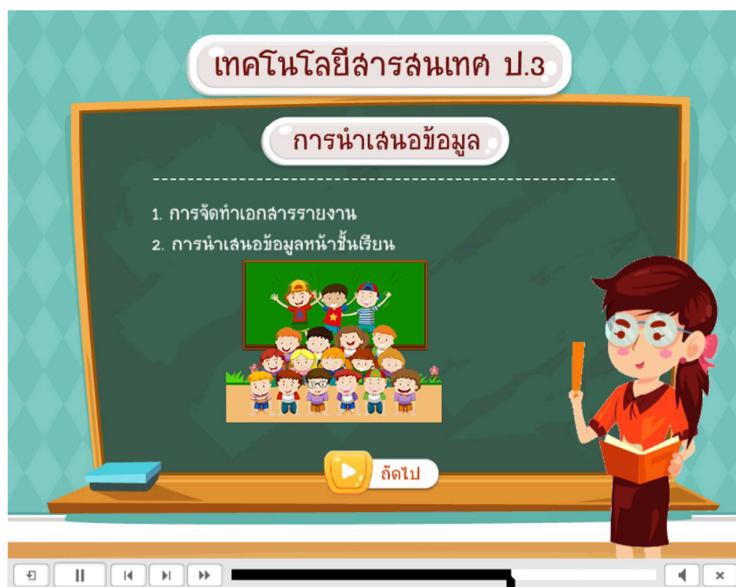 เทคโนโลยีสารสนเทศ ป.3
การนำเสนอข้อมูล
1. การจัดทำเอกสารรายงาน
2. การนำเสนอข้อมูลหน้าชั้นเรียน
ถัดไป